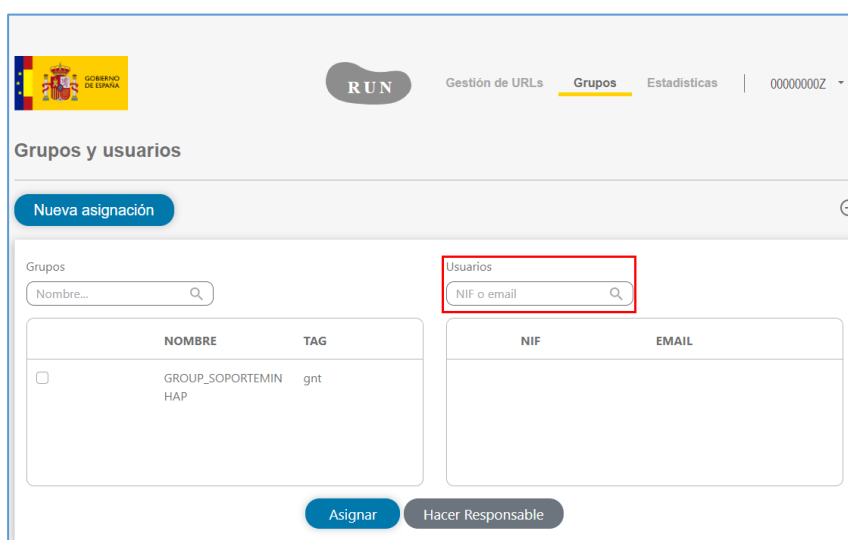 GOBIERNO
DE ESPAÑA
RUN
Gestión de URLs Grupos Estadisticas 00000000Z
Grupos y usuarios
Nueva asignación
Grupos Usuarios
Nombre... NIF o email
NOMBRE TAG NIF EMAIL
GROUP_SOPORTEMIN gnt
HAP
Asignar Hacer Responsable